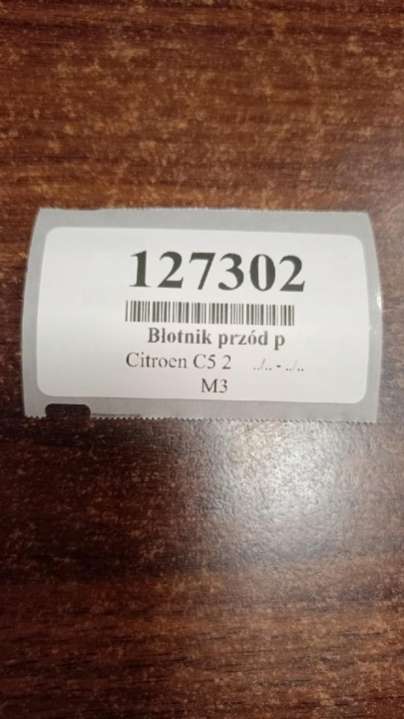 127302
Błotnik przód p
Citroen C5 2 ../.. - ../..
M3